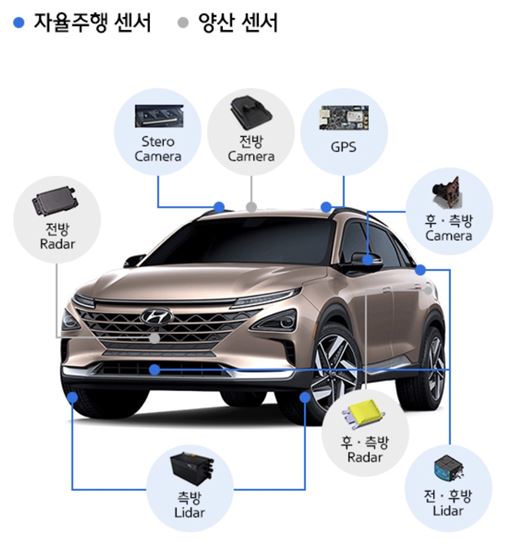 자율주행 센서
양산 센서
Stero
Camera
전방
Camera
GPS
전방
Radar
후·측방
Camera
후·측방
Radar
측방
Lidar
전·후방
Lidar